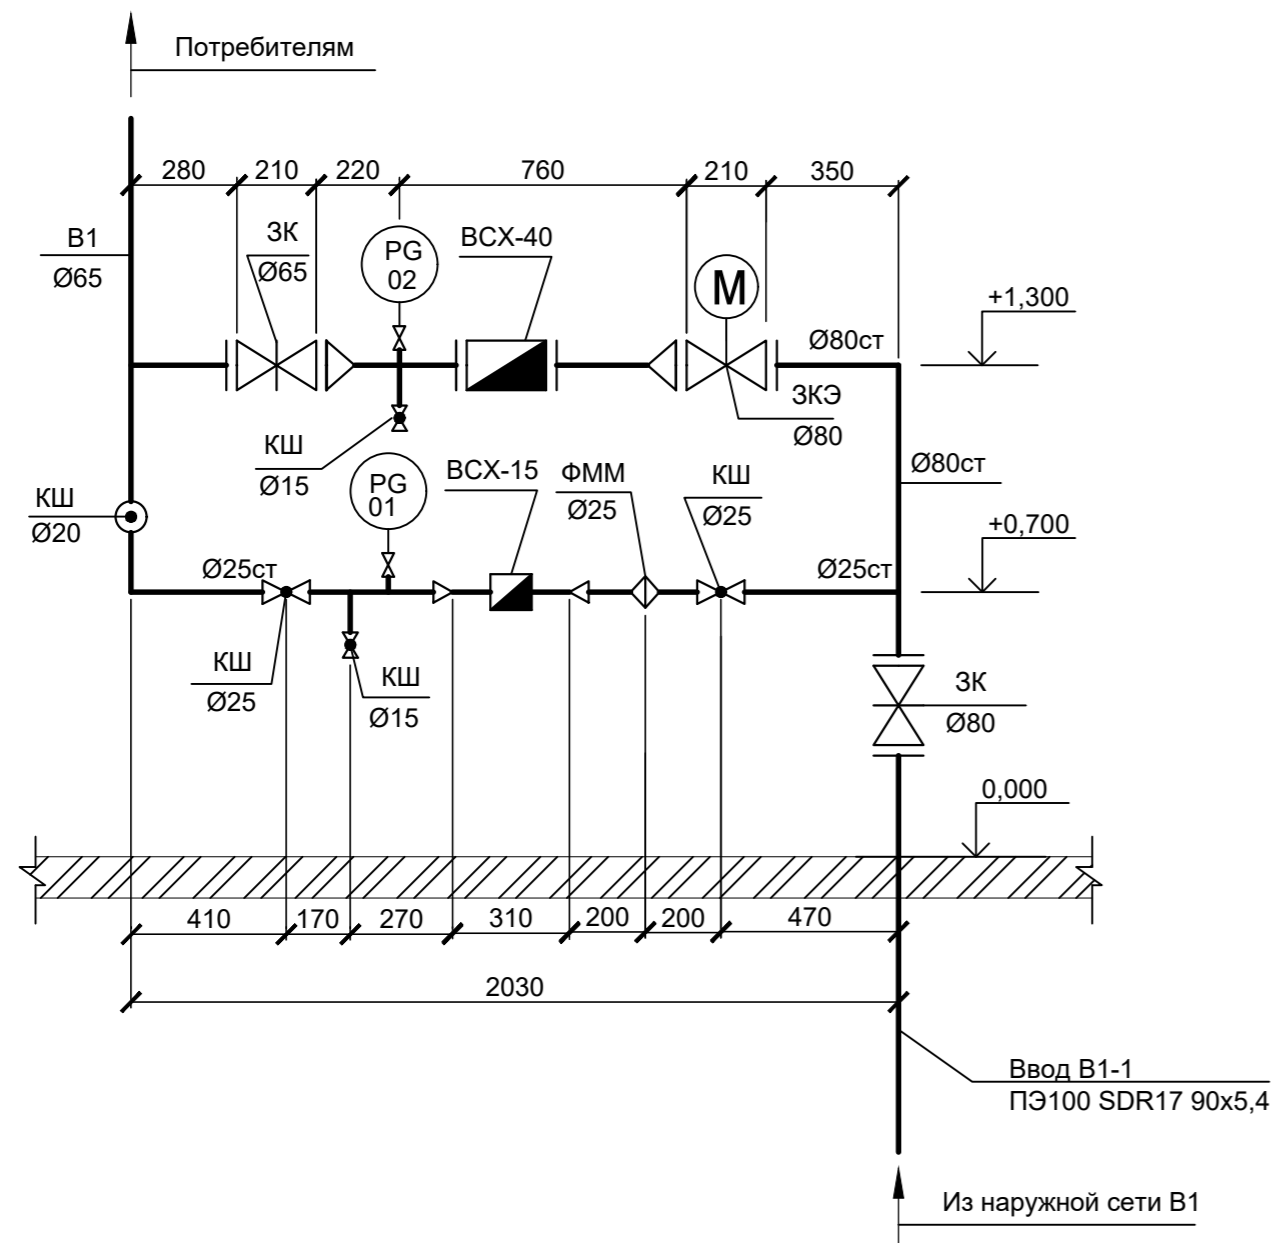 Потребителям
280
210
220
760
210
350
В1
Ø65
ЗК
Ø65
PG
02
ВСХ-40
М
Ø80ст
+1,300
ЗКЭ
Ø80
КШ
Ø15
PG
01
ВСХ-15
ФММ
Ø25
КШ
Ø25
Ø80ст
КШ
Ø20
+0,700
Ø25ст
Ø25ст
КШ
Ø25
КШ
Ø15
ЗК
Ø80
0,000
410
170
270
310
200
200
470
2030
Ввод В1-1
ПЭ100 SDR17 90x5,4
Из наружной сети В1